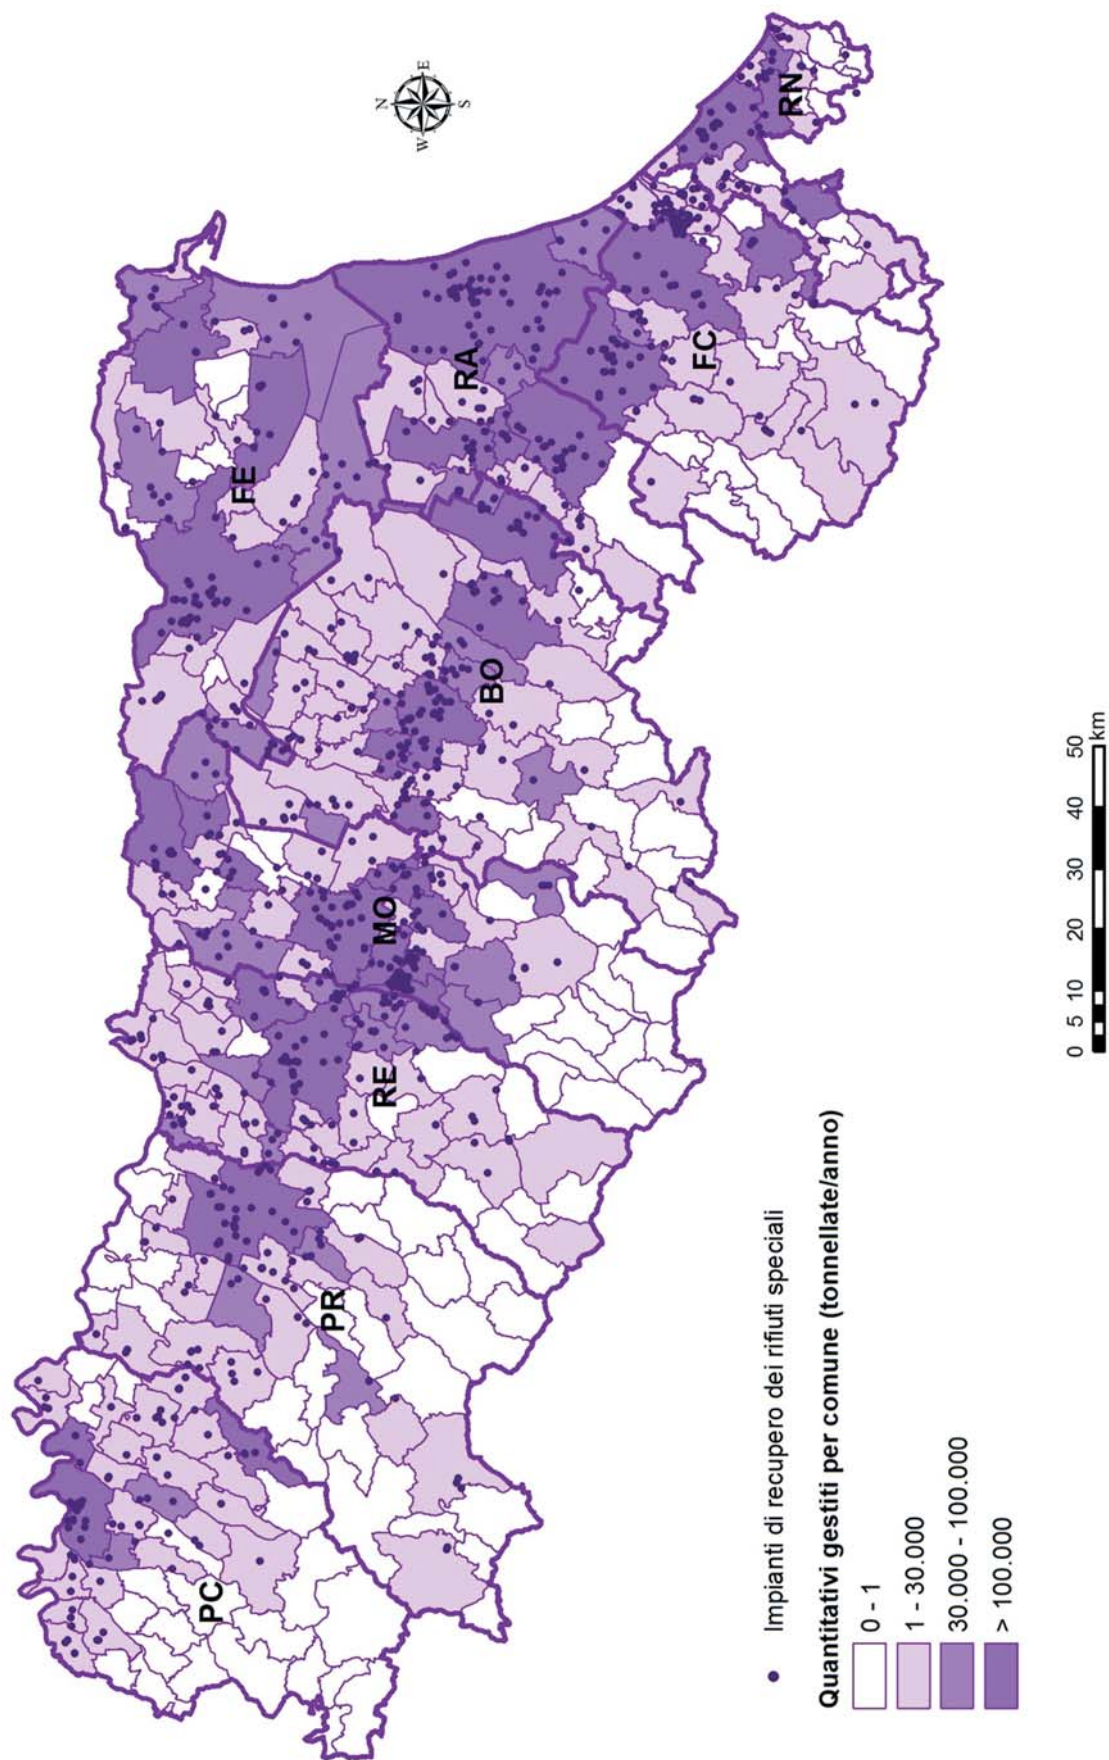 N
W
E
S
PC
PR
RE
MO
BO
FE
RA
FC
RN
Impianti di recupero dei rifiuti speciali
Quantitativi gestiti per comune (tonnellate/anno)
0 - 1
1 - 30.000
30.000 - 100.000
> 100.000
0 5 10 20 30 40 50
km